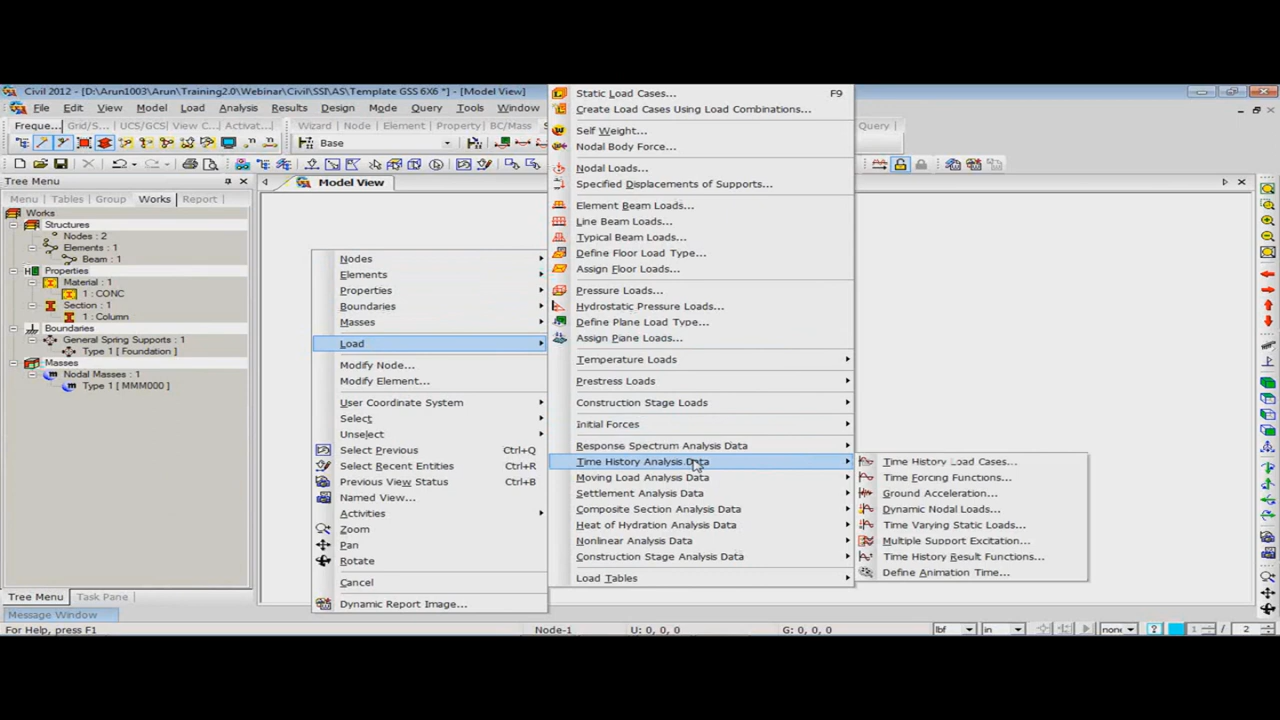 Civil 2012 - [D:\Arun1003\Arun\Training2.0\Webinar\Civil\SSI\AS\Template GSS 6X6 *] - [Model View]
File Edit View Model Load Analysis Results Design Mode Query Tools Window
Freque... Grid/S... UCS/GCS View C... Activat... Wizard Node Element Property BC/Mass Query
Base
Tree Menu
Model View
Menu Tables Group Works Report
Works
Structures
Nodes : 2
Elements : 1
Beam : 1
Properties
Material : 1
1 : CONC
Section : 1
1 : Column
Boundaries
General Spring Supports : 1
Type 1 [ Foundation ]
Masses
Nodal Masses : 1
Type 1 [ MMM000 ]
Nodes
Elements
Properties
Boundaries
Masses
Load
Modify Node...
Modify Element...
User Coordinate System
Select
Unselect
Select Previous Ctrl+Q
Select Recent Entities Ctrl+R
Previous View Status Ctrl+B
Named View...
Activities
Zoom
Pan
Rotate
Cancel
Dynamic Report Image...
Static Load Cases... F9
Create Load Cases Using Load Combinations...
Self Weight...
Nodal Body Force...
Nodal Loads...
Specified Displacements of Supports...
Element Beam Loads...
Line Beam Loads...
Typical Beam Loads...
Define Floor Load Type...
Assign Floor Loads...
Pressure Loads...
Hydrostatic Pressure Loads...
Define Plane Load Type...
Assign Plane Loads...
Temperature Loads
Prestress Loads
Construction Stage Loads
Initial Forces
Response Spectrum Analysis Data
Time History Analysis Data
Moving Load Analysis Data
Settlement Analysis Data
Composite Section Analysis Data
Heat of Hydration Analysis Data
Nonlinear Analysis Data
Construction Stage Analysis Data
Load Tables
Time History Load Cases...
Time Forcing Functions...
Ground Acceleration...
Dynamic Nodal Loads...
Time Varying Static Loads...
Multiple Support Excitation...
Time History Result Functions...
Define Animation Time...
Tree Menu Task Pane
Message Window
For Help, press F1 Node-1 U: 0, 0, 0 G: 0, 0, 0 lbf in none 1 / 2